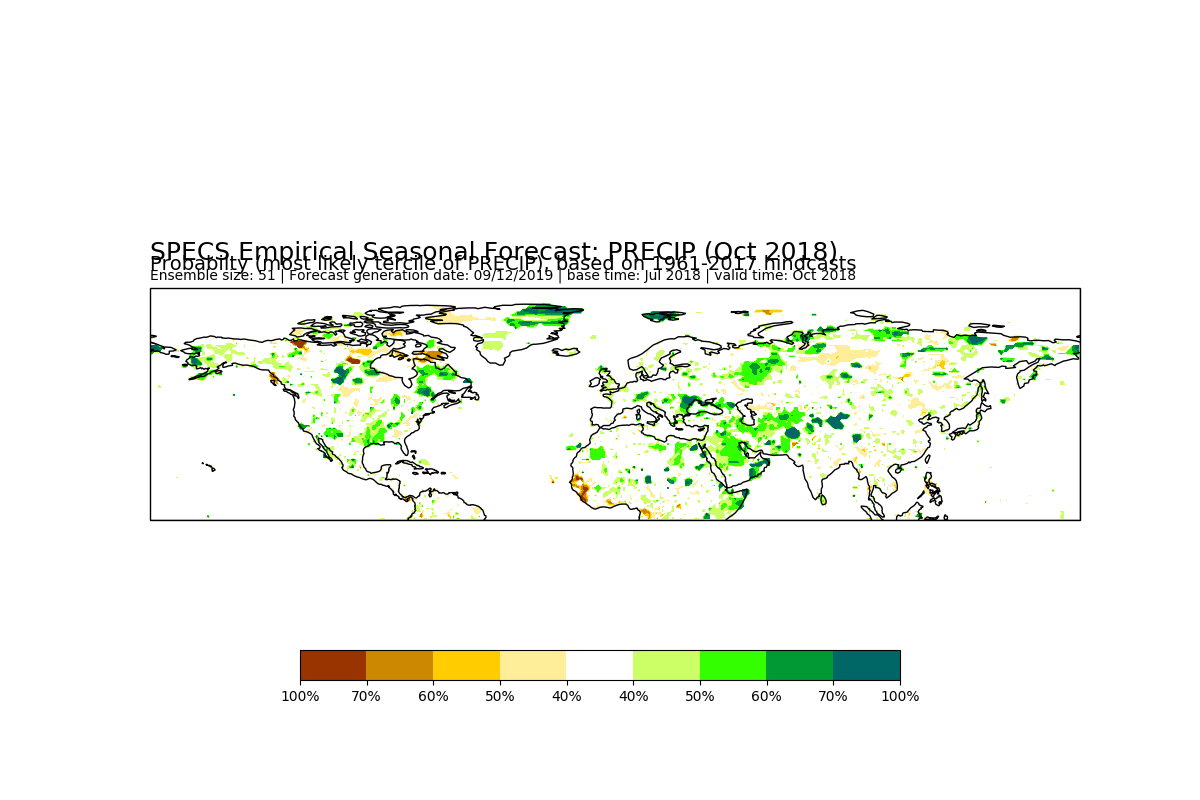 SPECS Empirical Seasonal Forecast: PRECIP (Oct 2018)
Probabilty (most likely tercile of PRECIP), based on 1961-2017 hindcasts
Ensemble size: 51 | Forecast generation date: 09/12/2019 | base time: Jul 2018 | valid time: Oct 2018
100% 70% 60% 50% 40% 40% 50% 60% 70% 100%